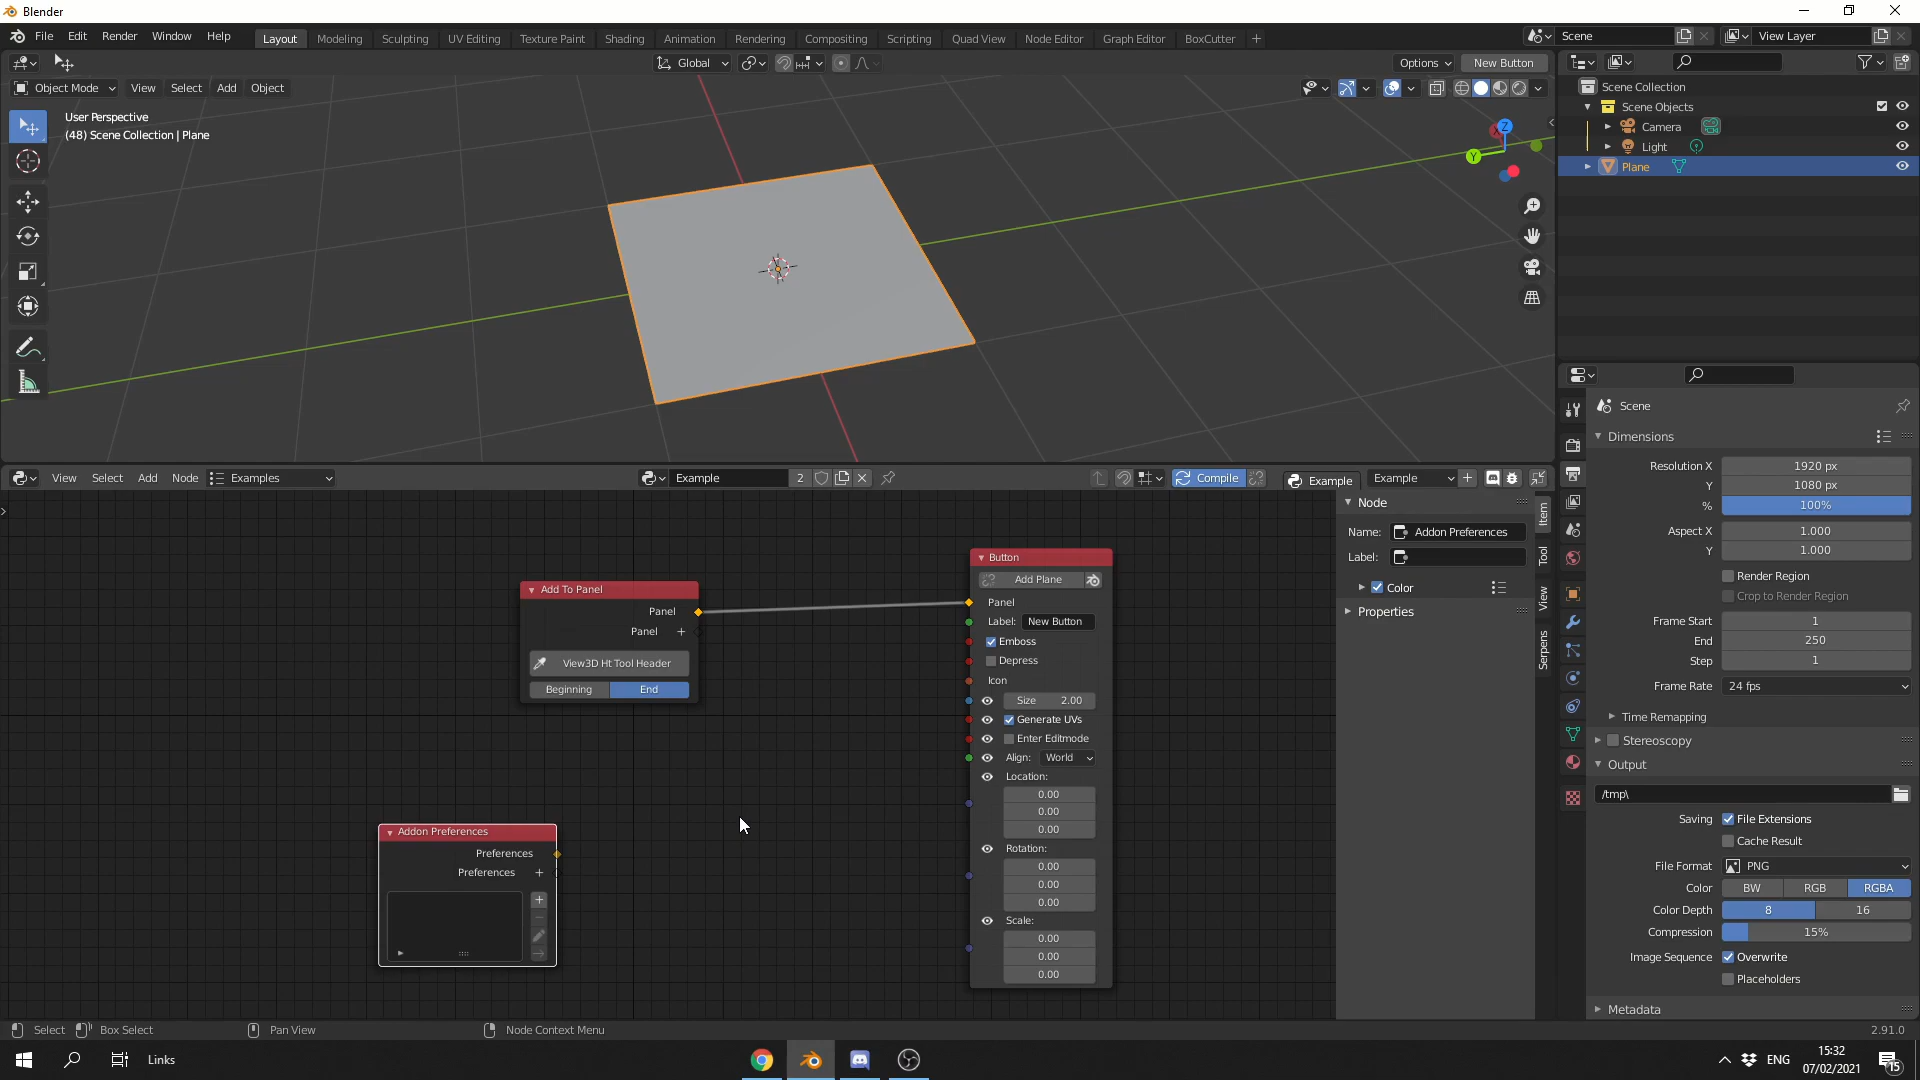 Blender
File Edit Render Window Help
Layout Modeling Sculpting UV Editing Texture Paint Shading Animation Rendering Compositing Scripting Quad View Node Editor Graph Editor BoxCutter +
Scene
View Layer
Global
Options
New Button
Object Mode View Select Add Object
User Perspective
(48) Scene Collection | Plane
Z
X
Y
Scene Collection
Scene Objects
Camera
Light
Plane
View Select Add Node Examples
Example 2
Compile
Example
Example
Add To Panel
Panel
Panel
View3D Ht Tool Header
Beginning End
Addon Preferences
Preferences
Preferences
Button
Add Plane
Panel
Label: New Button
Emboss
Depress
Icon
Size 2.00
Generate UVs
Enter Editmode
Align: World
Location:
0.00
0.00
0.00
Rotation:
0.00
0.00
0.00
Scale:
0.00
0.00
0.00
Node
Name: Addon Preferences
Label:
Color
Properties
Item
Tool
View
Serpens
Scene
Dimensions
Resolution X 1920 px
Y 1080 px
% 100%
Aspect X 1.000
Y 1.000
Render Region
Crop to Render Region
Frame Start 1
End 250
Step 1
Frame Rate 24 fps
Time Remapping
Stereoscopy
Output
/tmp\
Saving File Extensions
Cache Result
File Format PNG
Color BW RGB RGBA
Color Depth 8 16
Compression 15%
Image Sequence Overwrite
Placeholders
Metadata
Select Box Select Pan View Node Context Menu
2.91.0
Links
ENG
15:32
07/02/2021
15